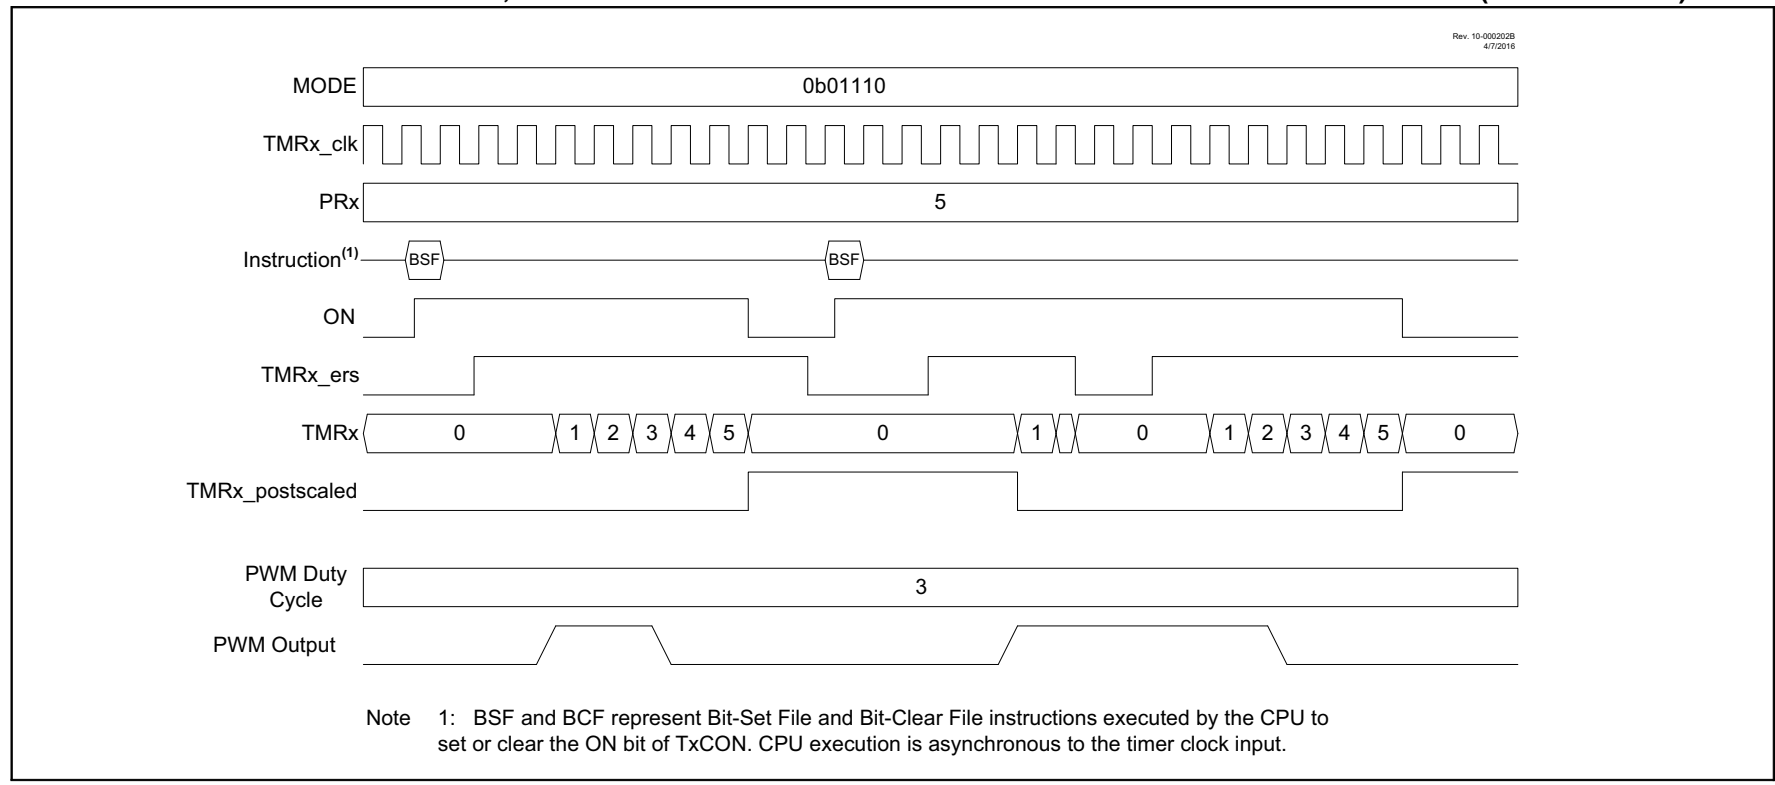 Rev. 10-000202B
4/7/2016
MODE 0b01110
TMRx_clk
PRx 5
Instruction(1) BSF BSF
ON
TMRx_ers
TMRx 0 1 2 3 4 5 0 1 0 1 2 3 4 5 0
TMRx_postscaled
PWM Duty
Cycle 3
PWM Output
Note 1: BSF and BCF represent Bit-Set File and Bit-Clear File instructions executed by the CPU to
set or clear the ON bit of TxCON. CPU execution is asynchronous to the timer clock input.